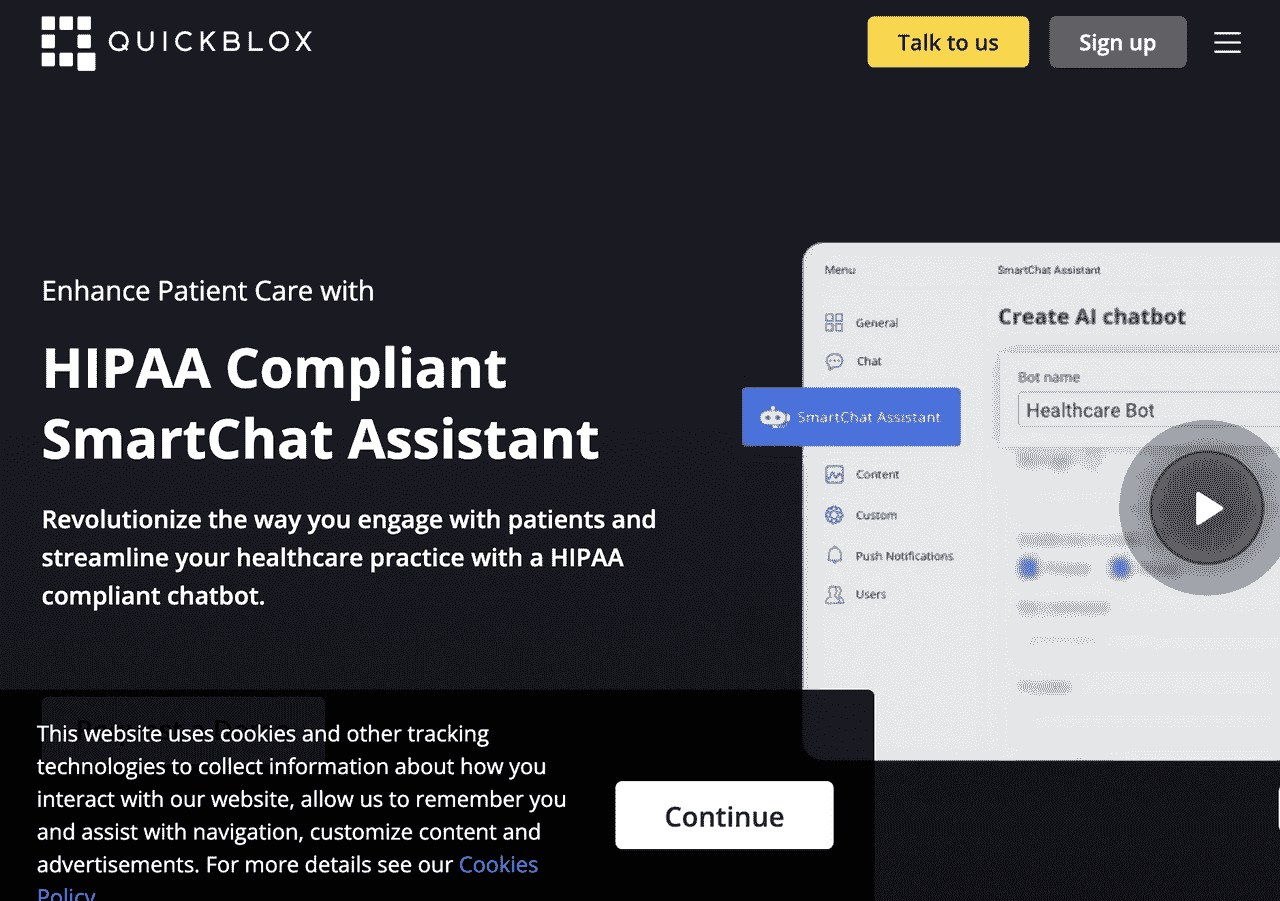 QUICKBLOX
Talk to us
Sign up
Enhance Patient Care with
HIPAA Compliant
SmartChat Assistant
Revolutionize the way you engage with patients and
streamline your healthcare practice with a HIPAA
compliant chatbot.
Menu
General
Chat
SmartChat Assistant
Content
Custom
Push Notifications
Users
SmartChat Assistant
Create AI chatbot
Bot name
Healthcare Bot
This website uses cookies and other tracking
technologies to collect information about how you
interact with our website, allow us to remember you
and assist with navigation, customize content and
advertisements. For more details see our Cookies
Policy
Continue